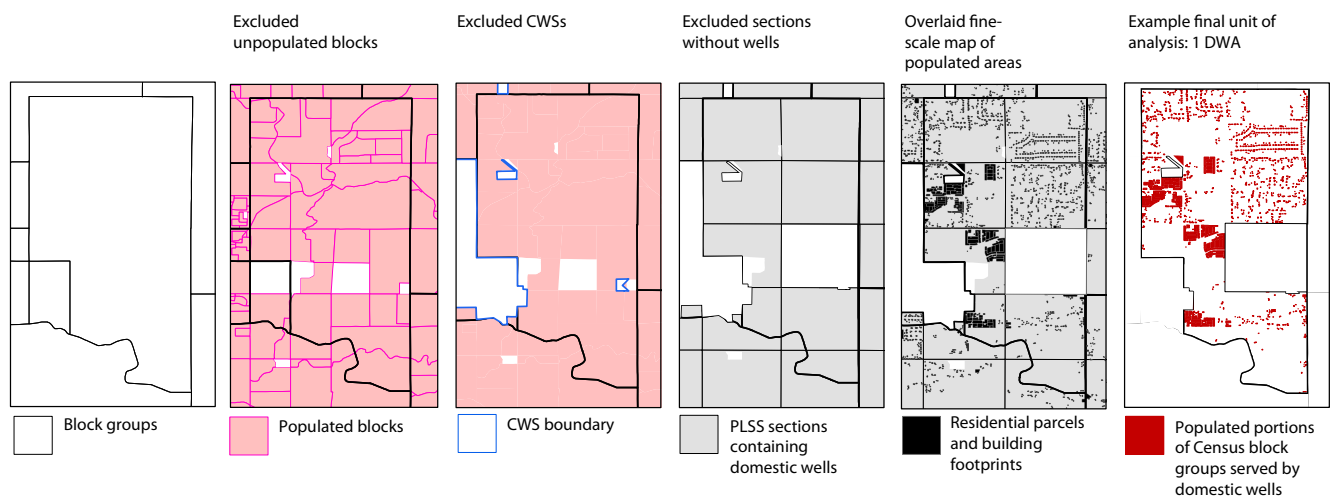 Excluded
unpopulated blocks
Excluded CWSs
Excluded sections
without wells
Overlaid fine-
scale map of
populated areas
Example final unit of
analysis: 1 DWA
Block groups
Populated blocks
CWS boundary
PLSS sections
containing
domestic wells
Residential parcels
and building
footprints
Populated portions
of Census block
groups served by
domestic wells